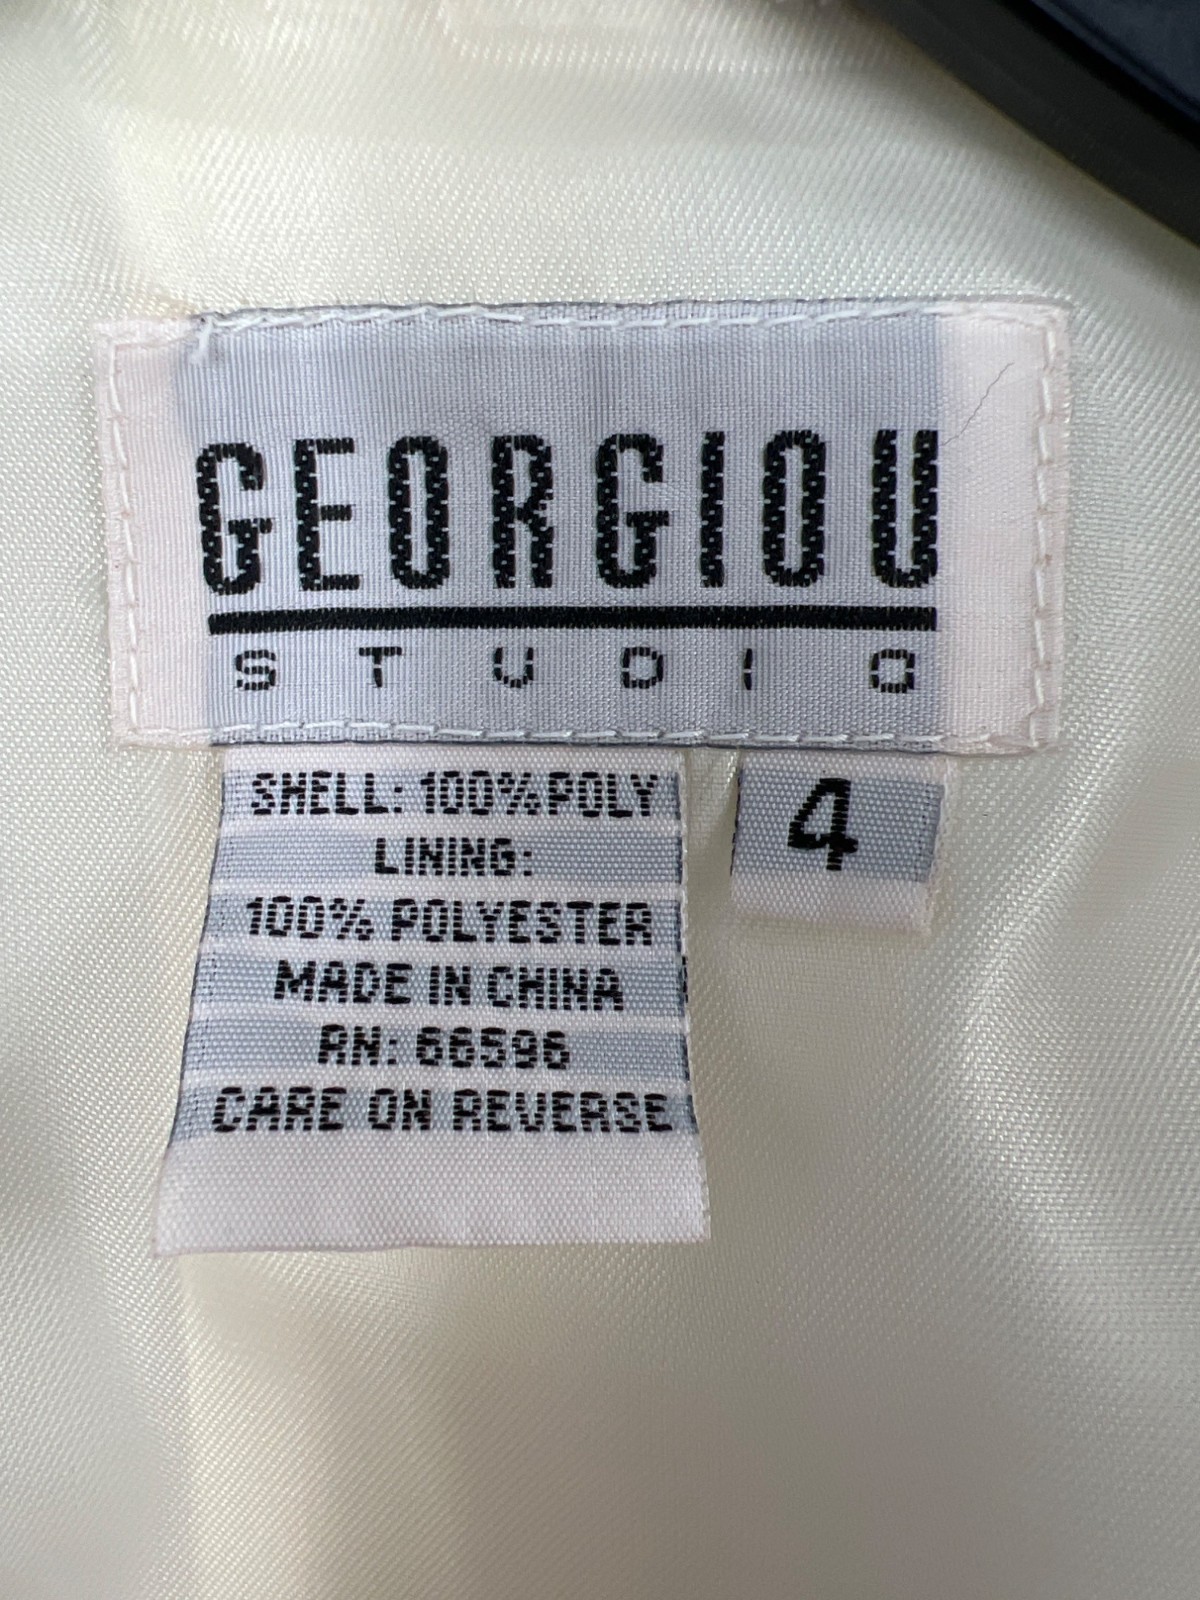 GEORGIOU
STUDIO
SHELL: 100% POLY
LINING:
100% POLYESTER
MADE IN CHINA
RN: 66596
CARE ON REVERSE
4